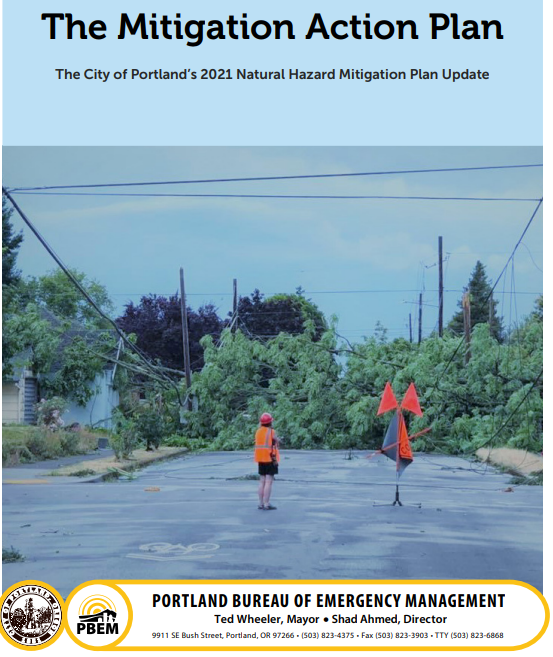 The Mitigation Action Plan
The City of Portland's 2021 Natural Hazard Mitigation Plan Update
PBEM
PORTLAND BUREAU OF EMERGENCY MANAGEMENT
Ted Wheeler, Mayor • Shad Ahmed, Director
9911 SE Bush Street, Portland, OR 97266 • (503) 823-4375 • Fax (503) 823-3903 • TTY (503) 823-6868